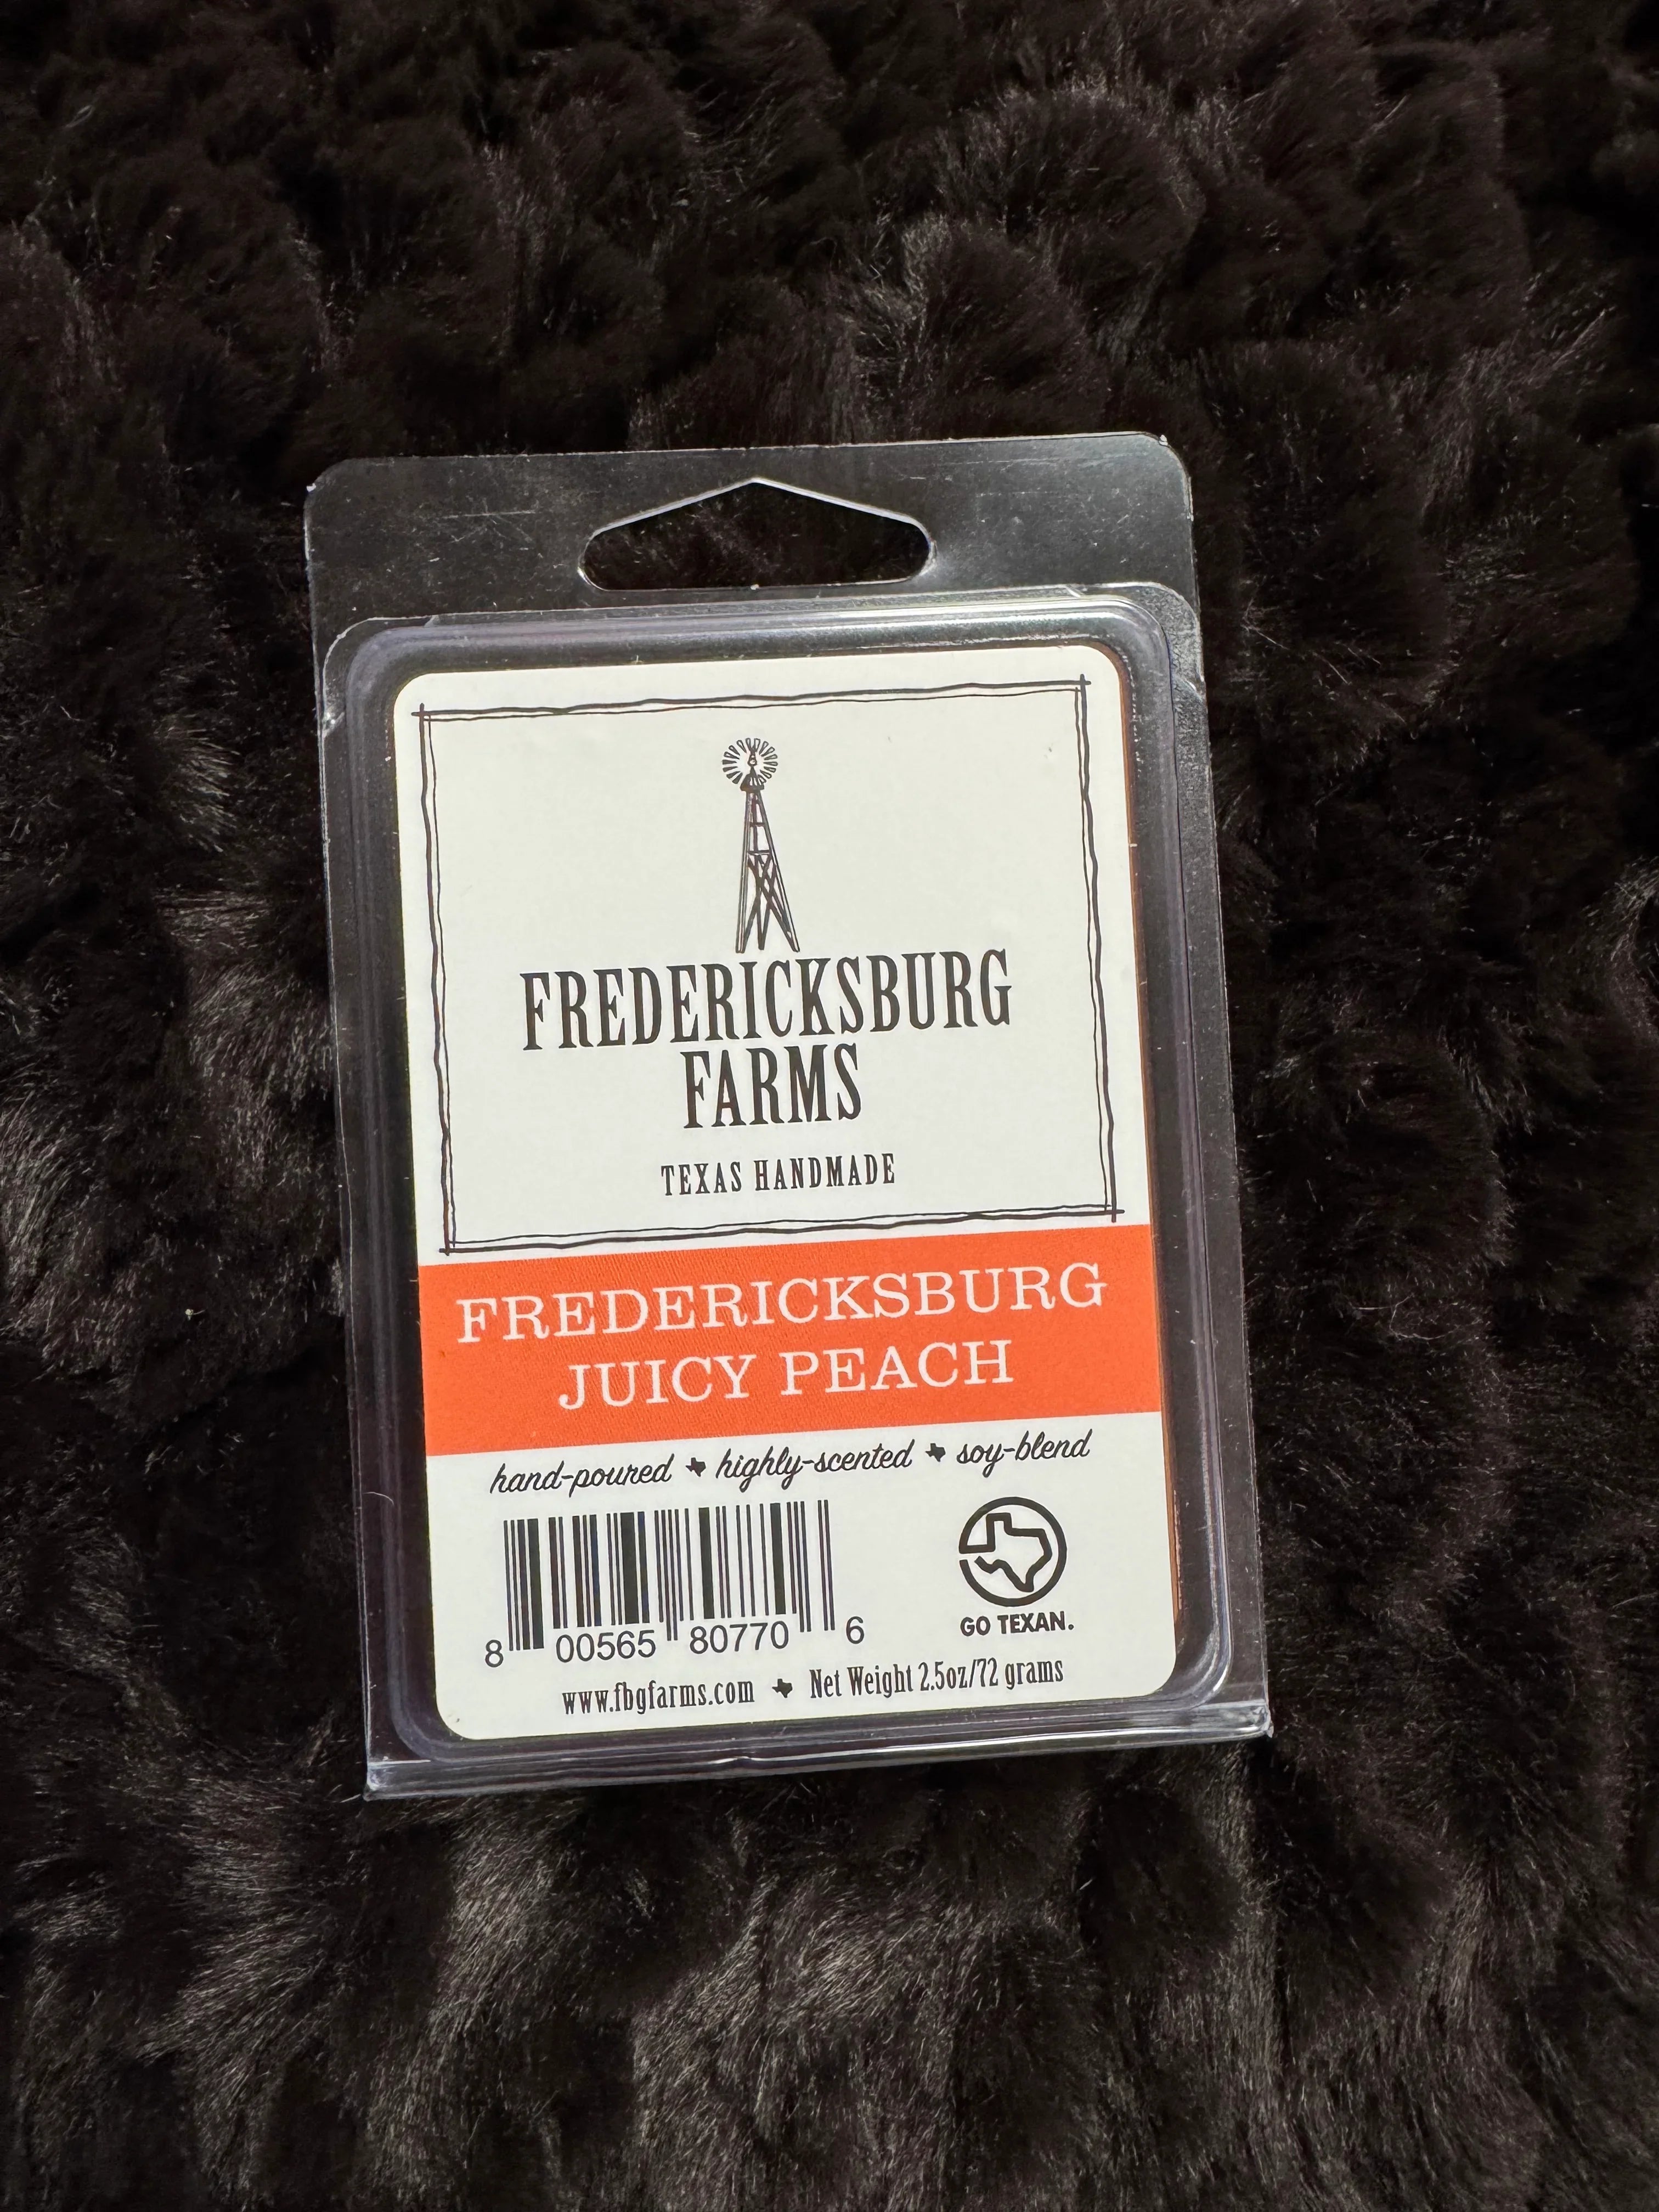 FREDERICKSBURG
FARMS
TEXAS HANDMADE
FREDERICKSBURG
JUICY PEACH
hand-poured highly-scented soy-blend
8 00565 80770 6
GO TEXAN.
www.fbgfarms.com Net Weight 2.5oz/72 grams